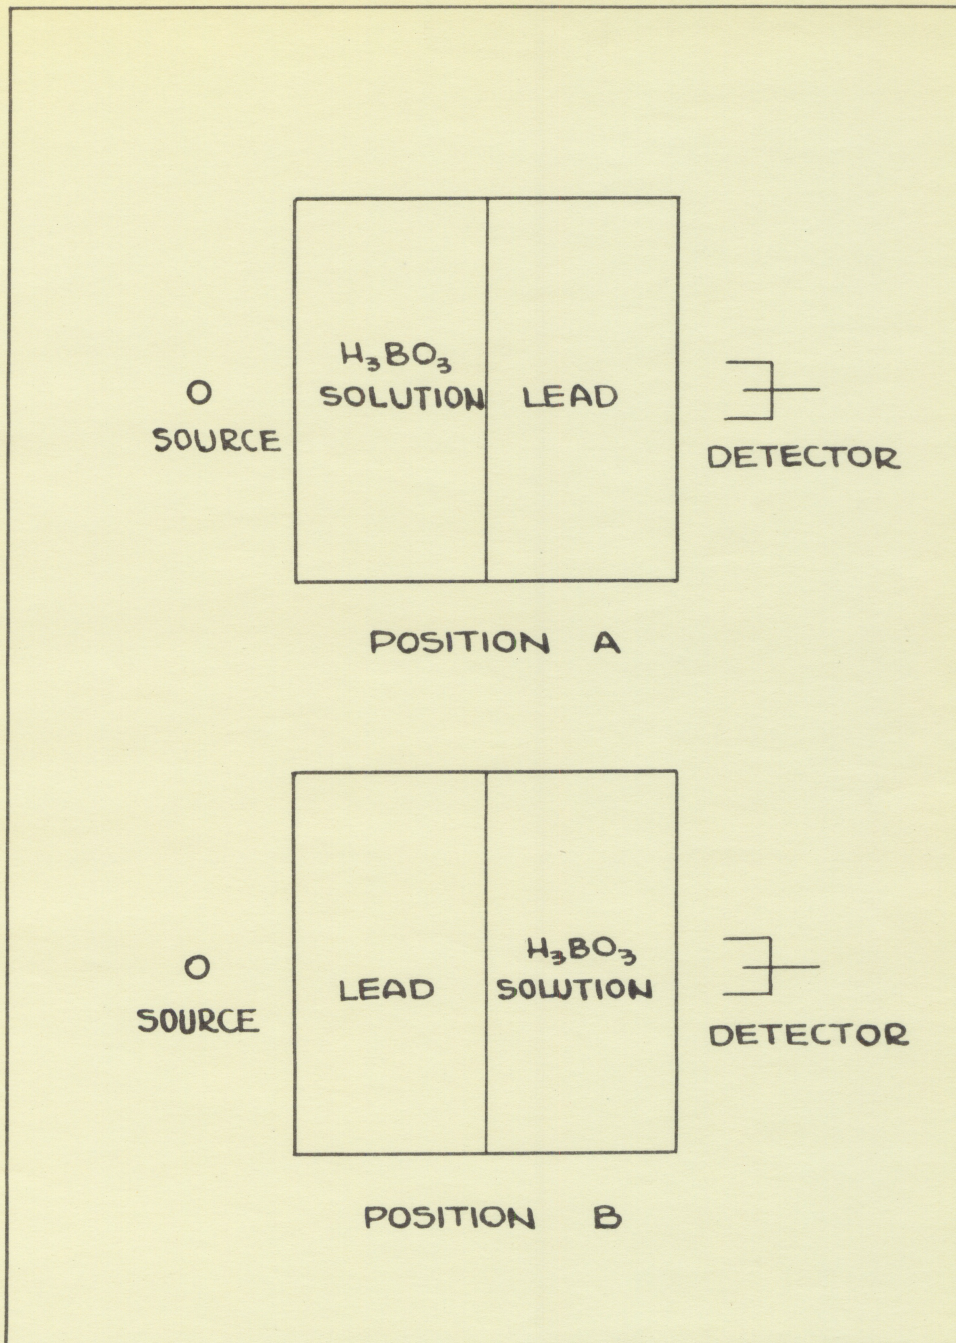 H₃BO₃
SOLUTION
LEAD
SOURCE
DETECTOR
POSITION A
H₃BO₃
SOLUTION
LEAD
SOURCE
DETECTOR
POSITION B